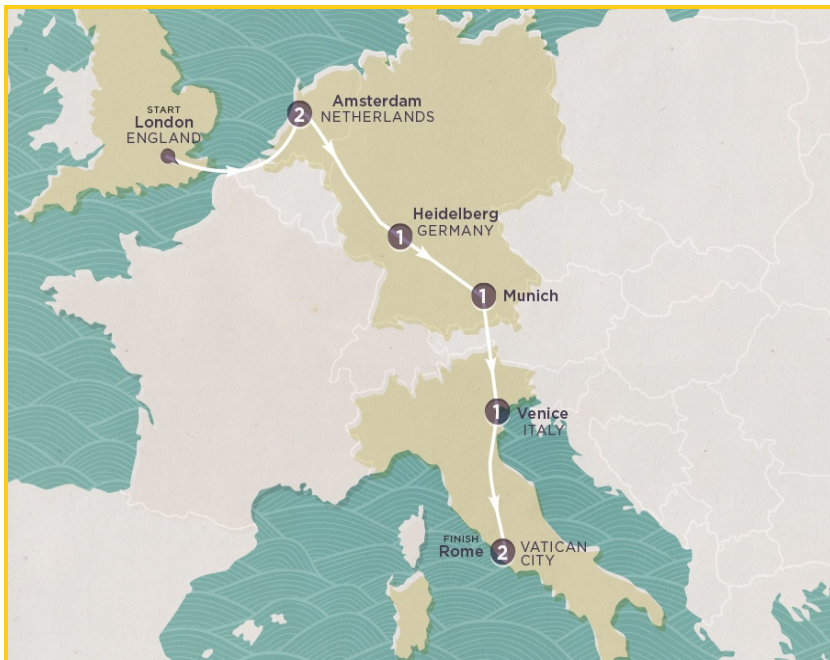 START
London
ENGLAND
2
Amsterdam
NETHERLANDS
1
Heidelberg
GERMANY
1
Munich
1
Venice
ITALY
FINISH
Rome
2
VATICAN
CITY